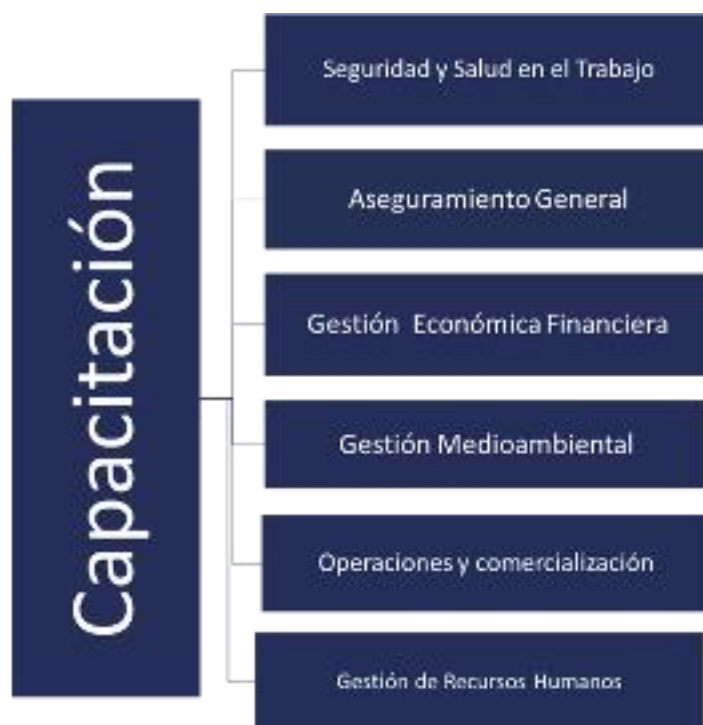 Capacitación
Seguridad y Salud en el Trabajo
Aseguramiento General
Gestión Económica Financiera
Gestión Medioambiental
Operaciones y comercialización
Gestión de Recursos Humanos